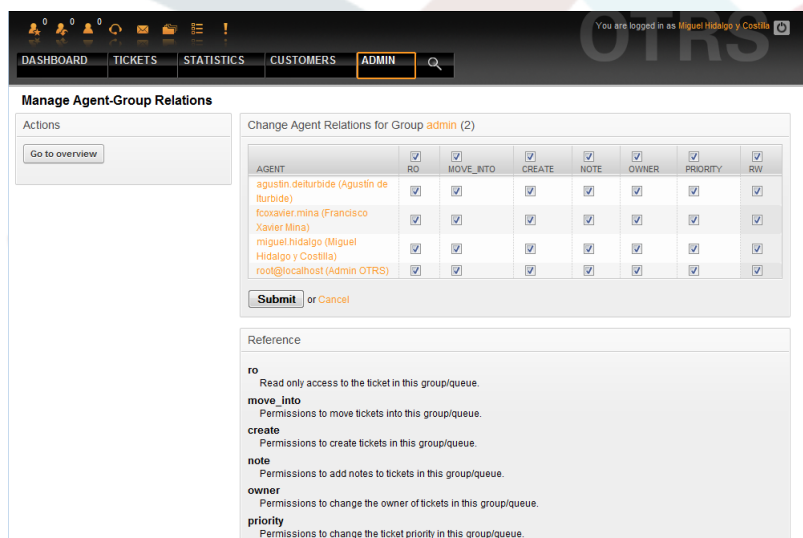 0 0 0
You are logged in as Miguel Hidalgo y Costilla
OTRS
DASHBOARD TICKETS STATISTICS CUSTOMERS ADMIN
Manage Agent-Group Relations
Actions
Go to overview
Change Agent Relations for Group admin (2)
AGENT RO MOVE_INTO CREATE NOTE OWNER PRIORITY RW
agustin.deiturbide (Agustín de
Iturbide)
fcoxavier.mina (Francisco
Xavier Mina)
miguel.hidalgo (Miguel
Hidalgo y Costilla)
root@localhost (Admin OTRS)
Submit or Cancel
Reference
ro
Read only access to the ticket in this group/queue.
move_into
Permissions to move tickets into this group/queue.
create
Permissions to create tickets in this group/queue.
note
Permissions to add notes to tickets in this group/queue.
owner
Permissions to change the owner of tickets in this group/queue.
priority
Permissions to change the ticket priority in this group/queue.